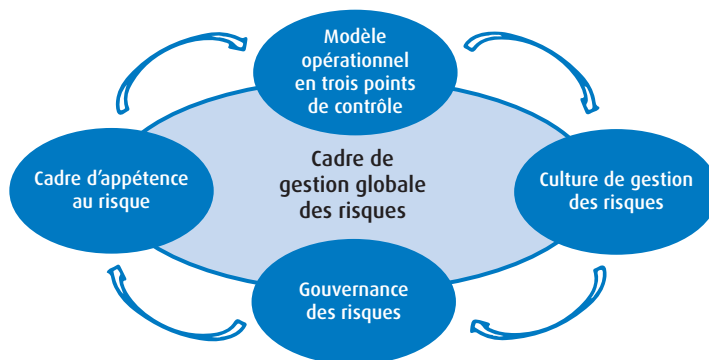 Modèle
opérationnel
en trois points
de contrôle
Cadre d'appétence
au risque
Cadre de
gestion globale
des risques
Culture de gestion
des risques
Gouvernance
des risques